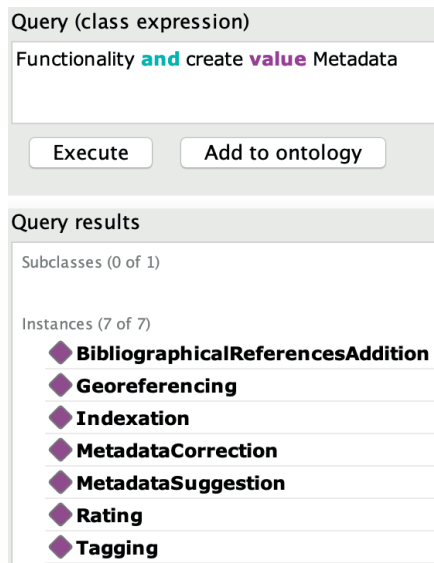 Query (class expression)
Functionality and create value Metadata
Execute Add to ontology
Query results
Subclasses (0 of 1)
Instances (7 of 7)
BibliographicalReferencesAddition
Georeferencing
Indexation
MetadataCorrection
MetadataSuggestion
Rating
Tagging